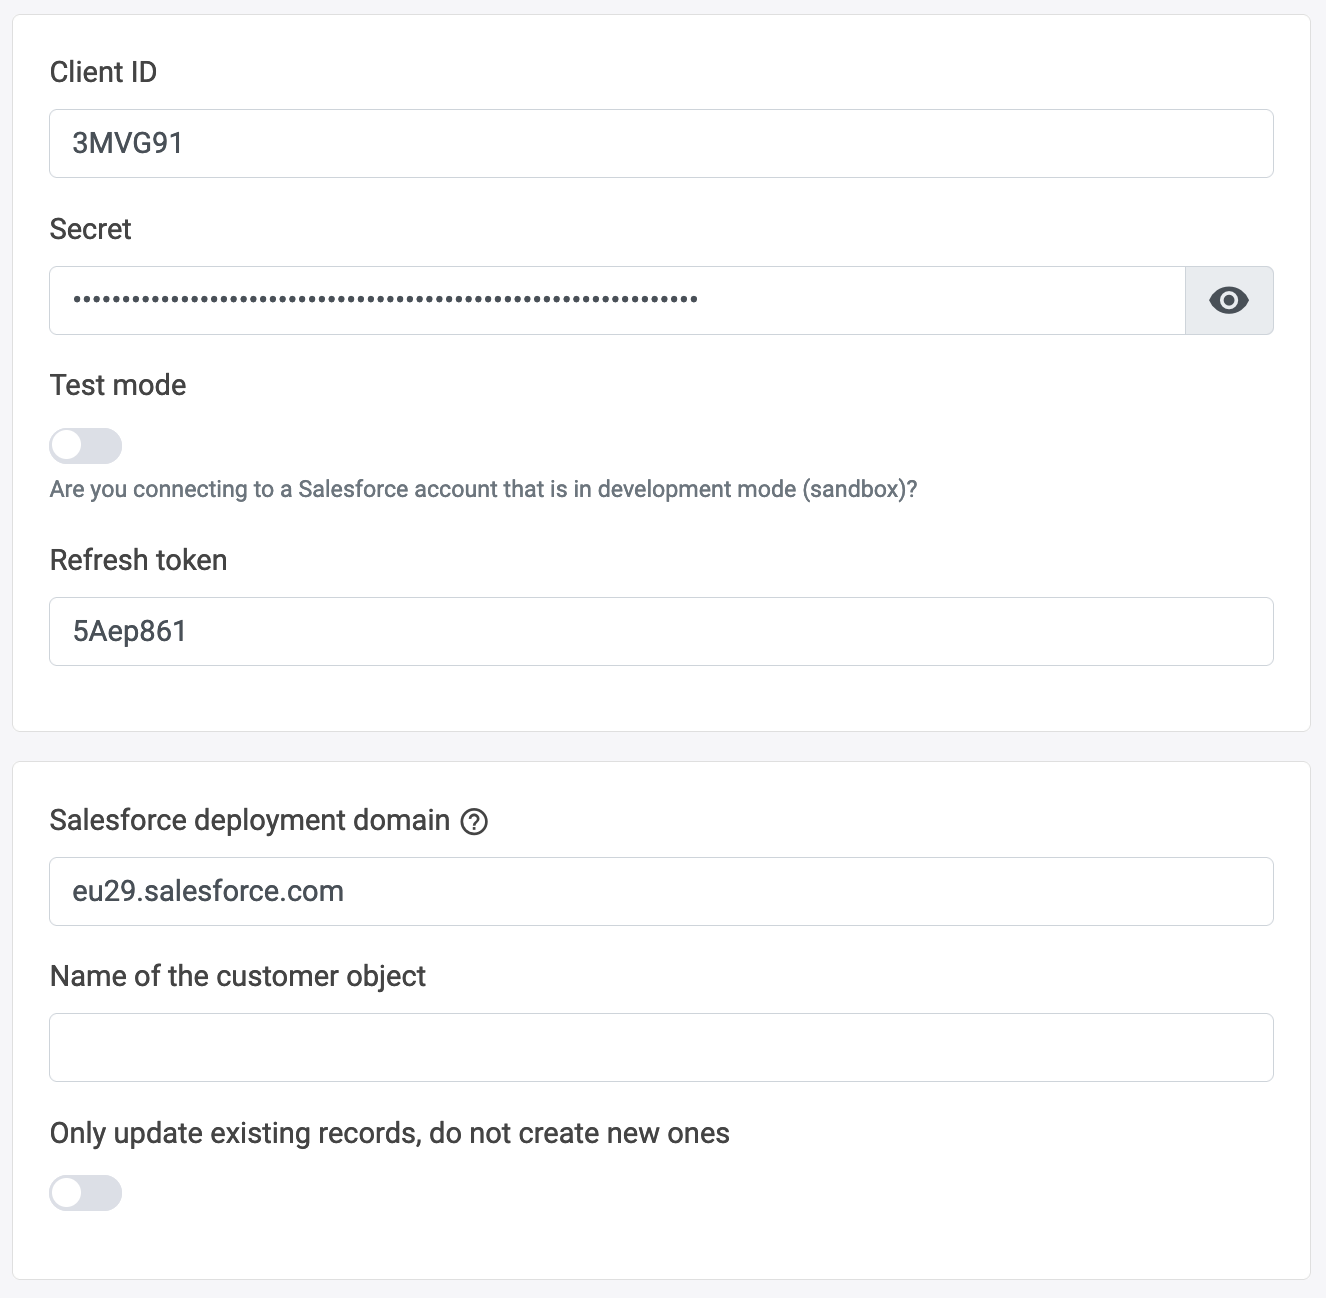 Client ID
3MVG91
Secret
Test mode
Are you connecting to a Salesforce account that is in development mode (sandbox)?
Refresh token
5Aep861
Salesforce deployment domain
eu29.salesforce.com
Name of the customer object
Only update existing records, do not create new ones